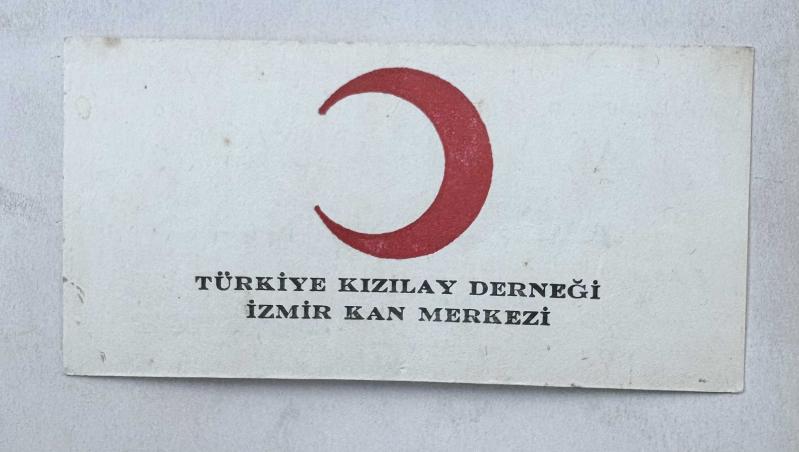 TÜRKİYE KIZILAY DERNEĞİ
İZMİR KAN MERKEZİ